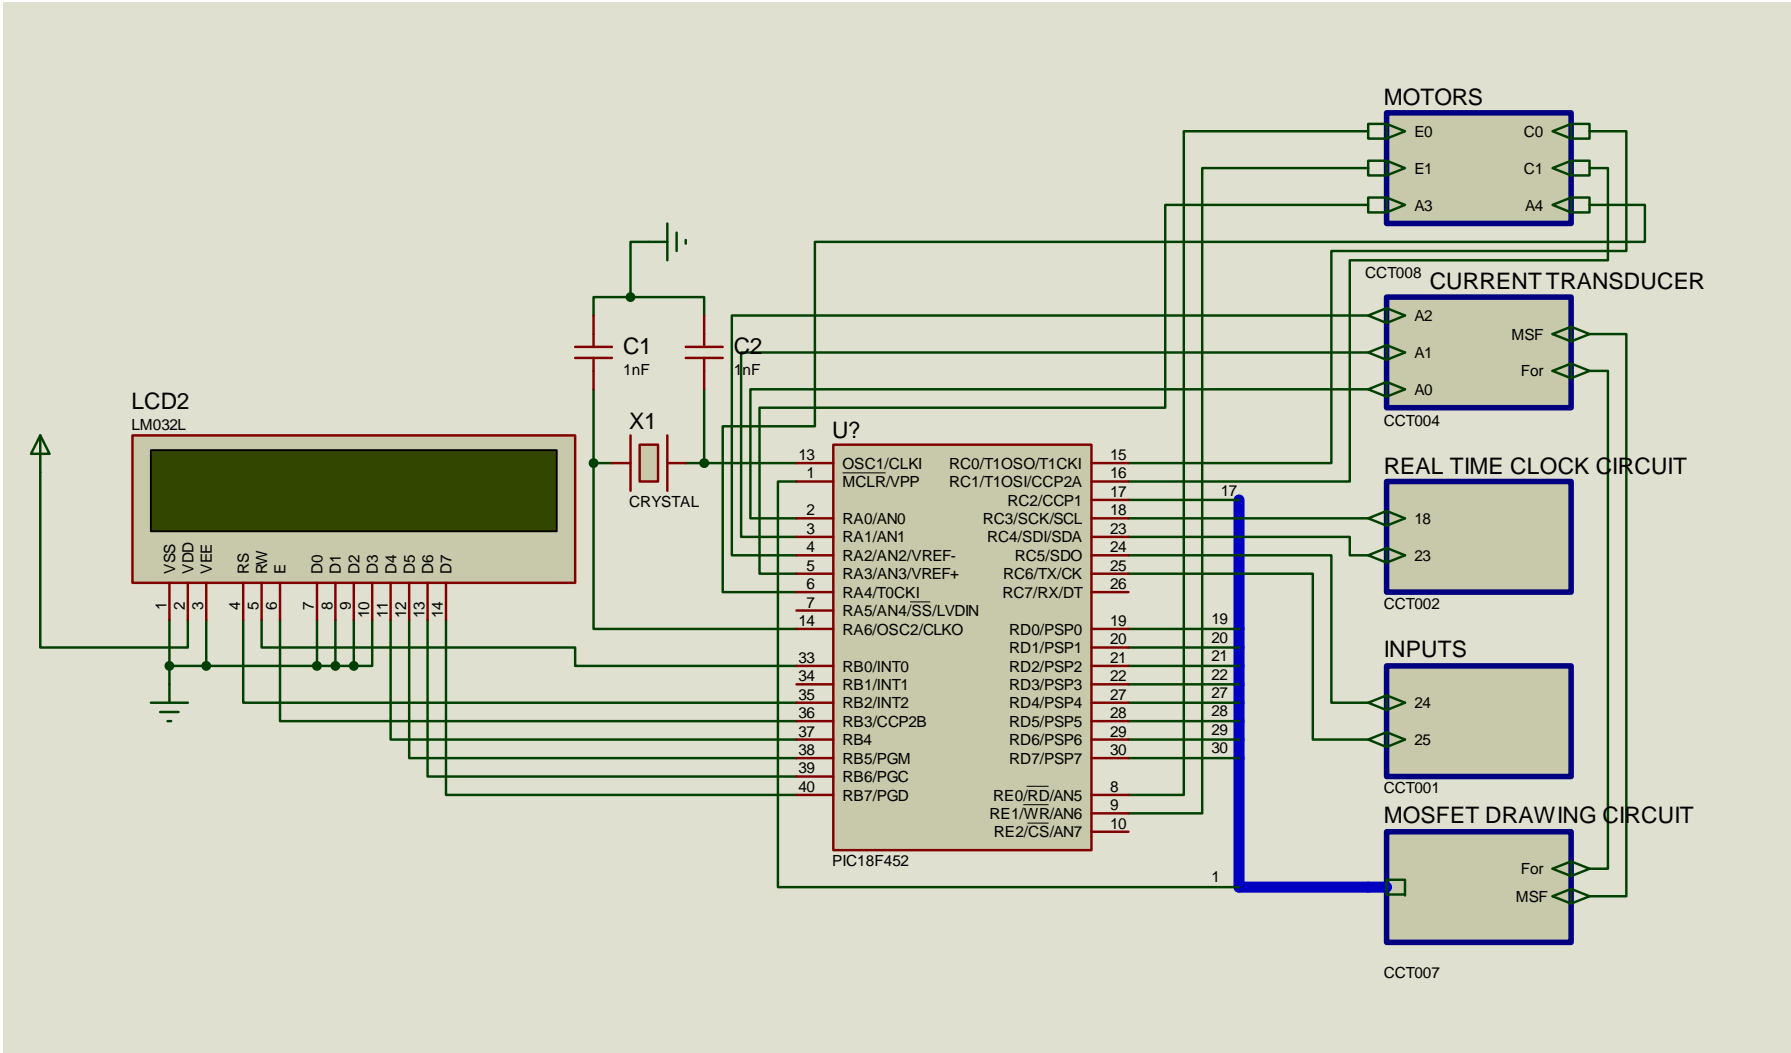 MOTORS
E0 C0
E1 C1
A3 A4
CCT008
CURRENT TRANSDUCER
A2
MSF
A1
For
A0
CCT004
C1
1nF
C2
1nF
X1
CRYSTAL
LCD2
LM032L
VSS VDD VEE RS RW E D0 D1 D2 D3 D4 D5 D6 D7
1 2 3 4 5 6 7 8 9 10 11 12 13 14
U?
13 OSC1/CLKI RC0/T1OSO/T1CKI 15
1 MCLR/VPP RC1/T1OSI/CCP2A 16
RC2/CCP1 17 17
2 RA0/AN0 RC3/SCK/SCL 18
3 RA1/AN1 RC4/SDI/SDA 23
4 RA2/AN2/VREF- RC5/SDO 24
5 RA3/AN3/VREF+ RC6/TX/CK 25
6 RA4/T0CKI RC7/RX/DT 26
7 RA5/AN4/SS/LVDIN
14 RA6/OSC2/CLKO RD0/PSP0 19 19
RD1/PSP1 20 20
33 RB0/INT0 RD2/PSP2 21 21
34 RB1/INT1 RD3/PSP3 22 22
35 RB2/INT2 RD4/PSP4 27 27
36 RB3/CCP2B RD5/PSP5 28 28
37 RB4 RD6/PSP6 29 29
38 RB5/PGM RD7/PSP7 30 30
39 RB6/PGC
40 RB7/PGD RE0/RD/AN5 8
RE1/WR/AN6 9
RE2/CS/AN7 10
PIC18F452
1
REAL TIME CLOCK CIRCUIT
18
23
CCT002
INPUTS
24
25
CCT001
MOSFET DRAWING CIRCUIT
For
MSF
CCT007